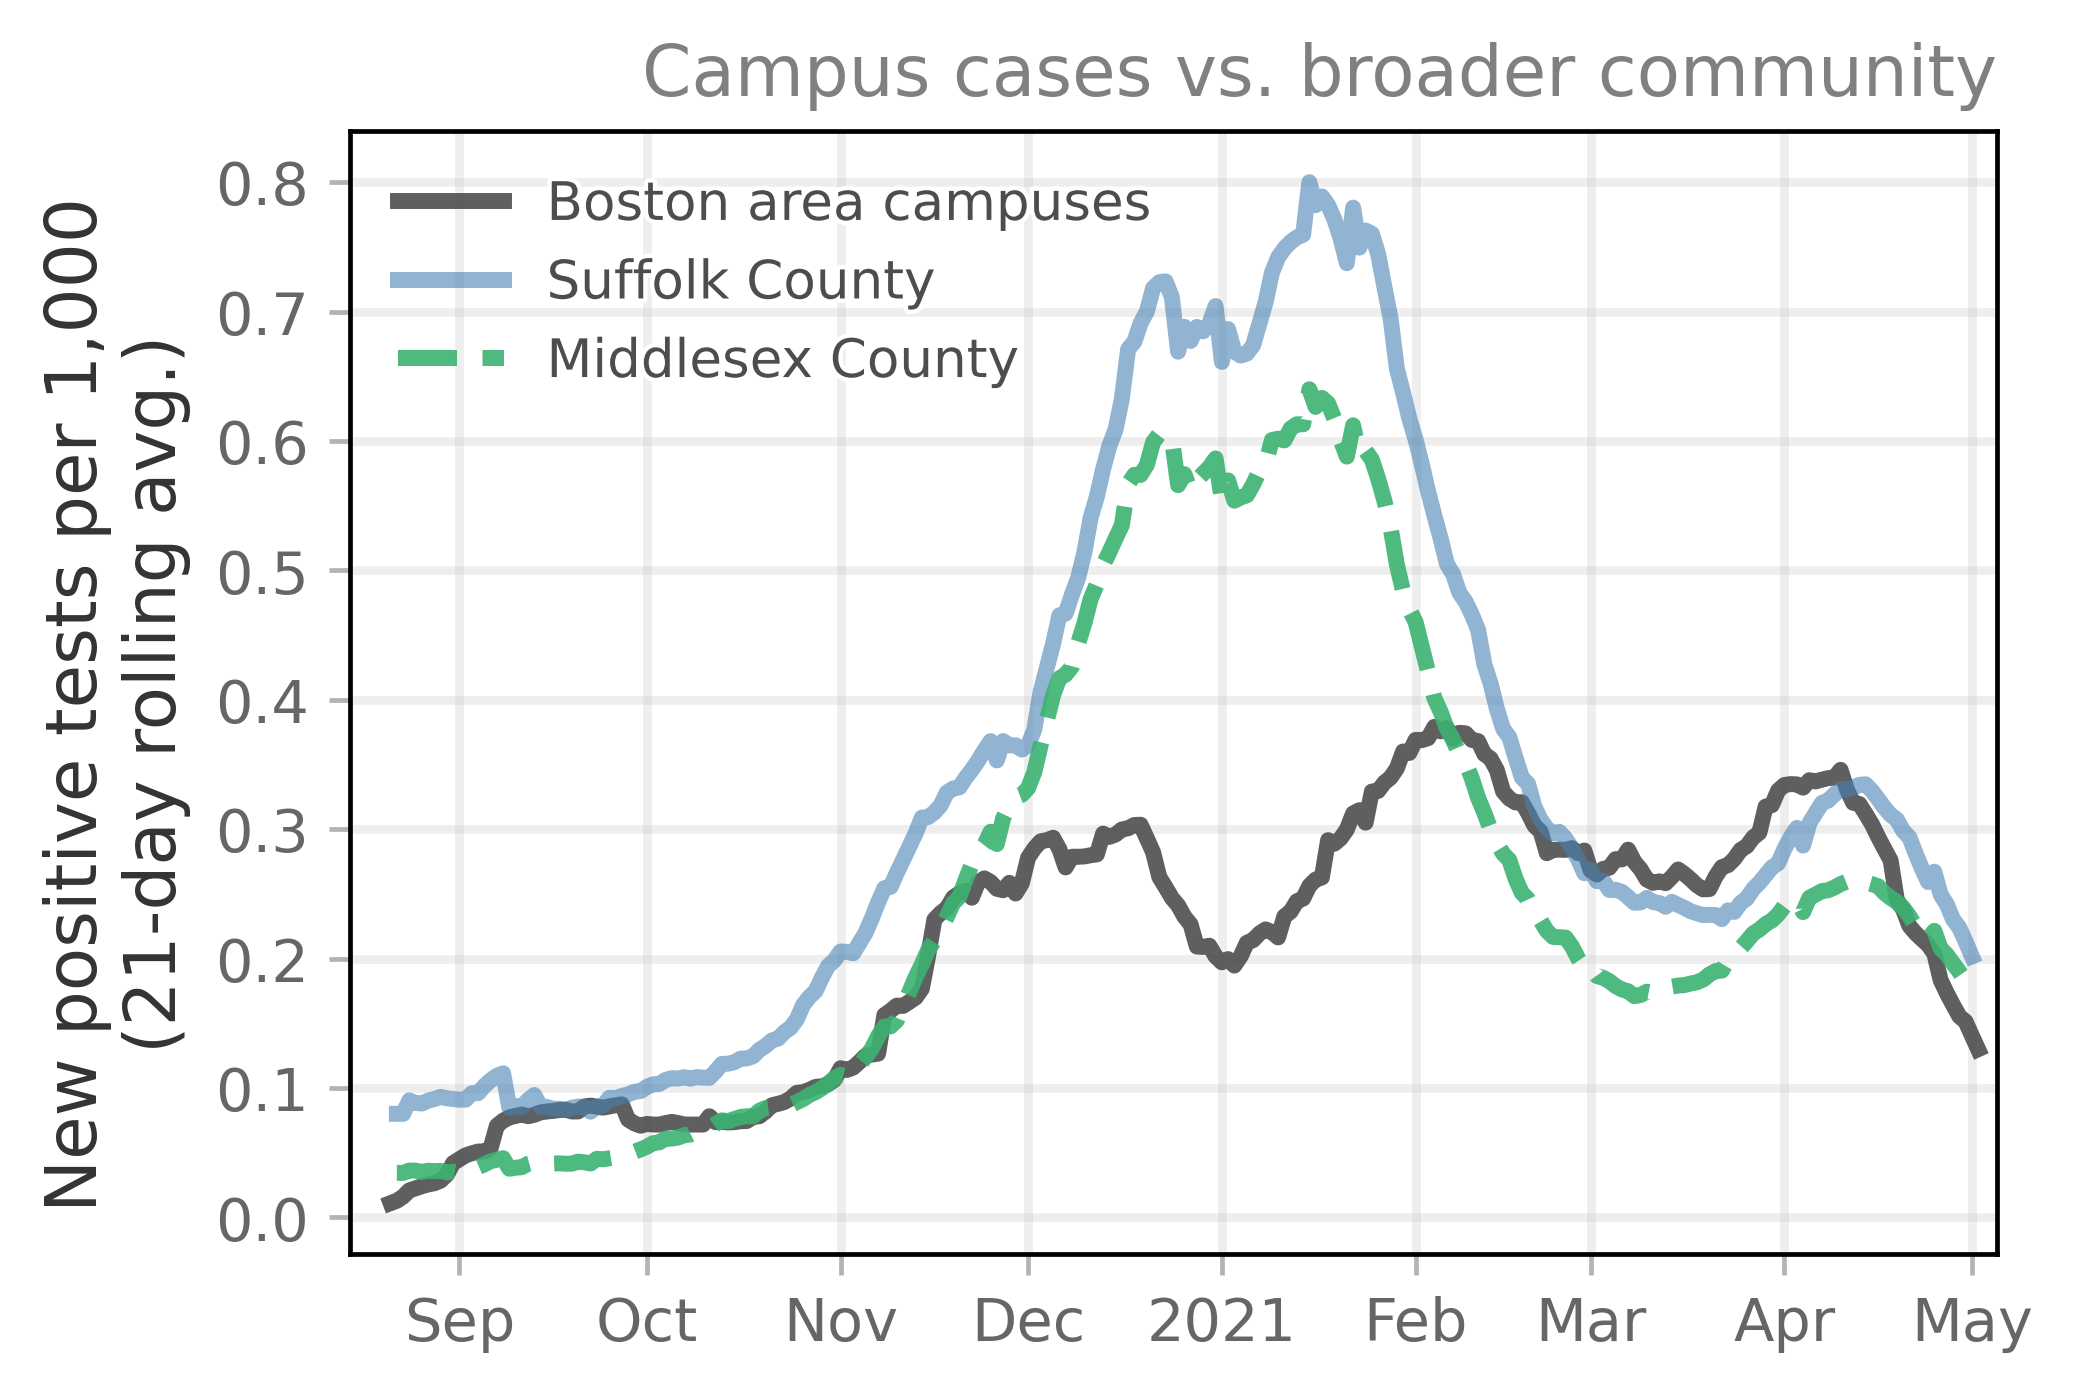 Campus cases vs. broader community
New positive tests per 1,000
(21-day rolling avg.)
0.8
0.7
0.6
0.5
0.4
0.3
0.2
0.1
0.0
Boston area campuses
Suffolk County
Middlesex County
Sep Oct Nov Dec 2021 Feb Mar Apr May